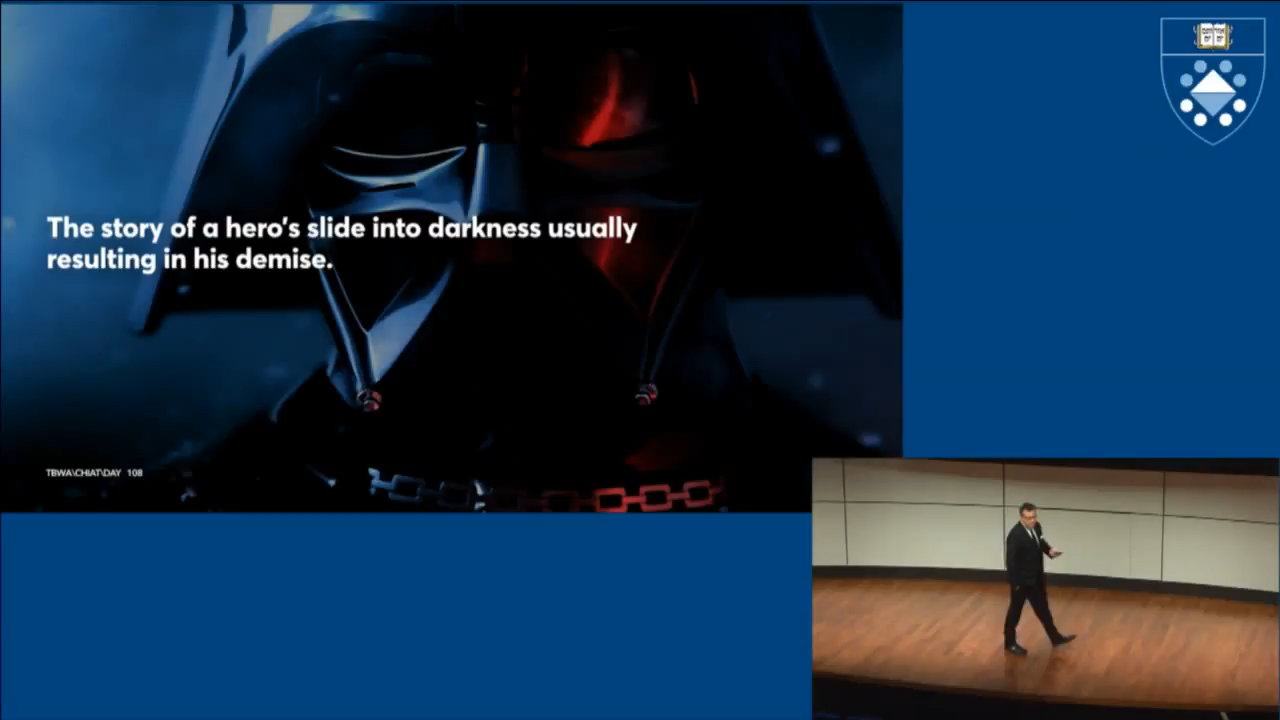 The story of a hero's slide into darkness usually
resulting in his demise.
TBWA\CHIAT\DAY 108